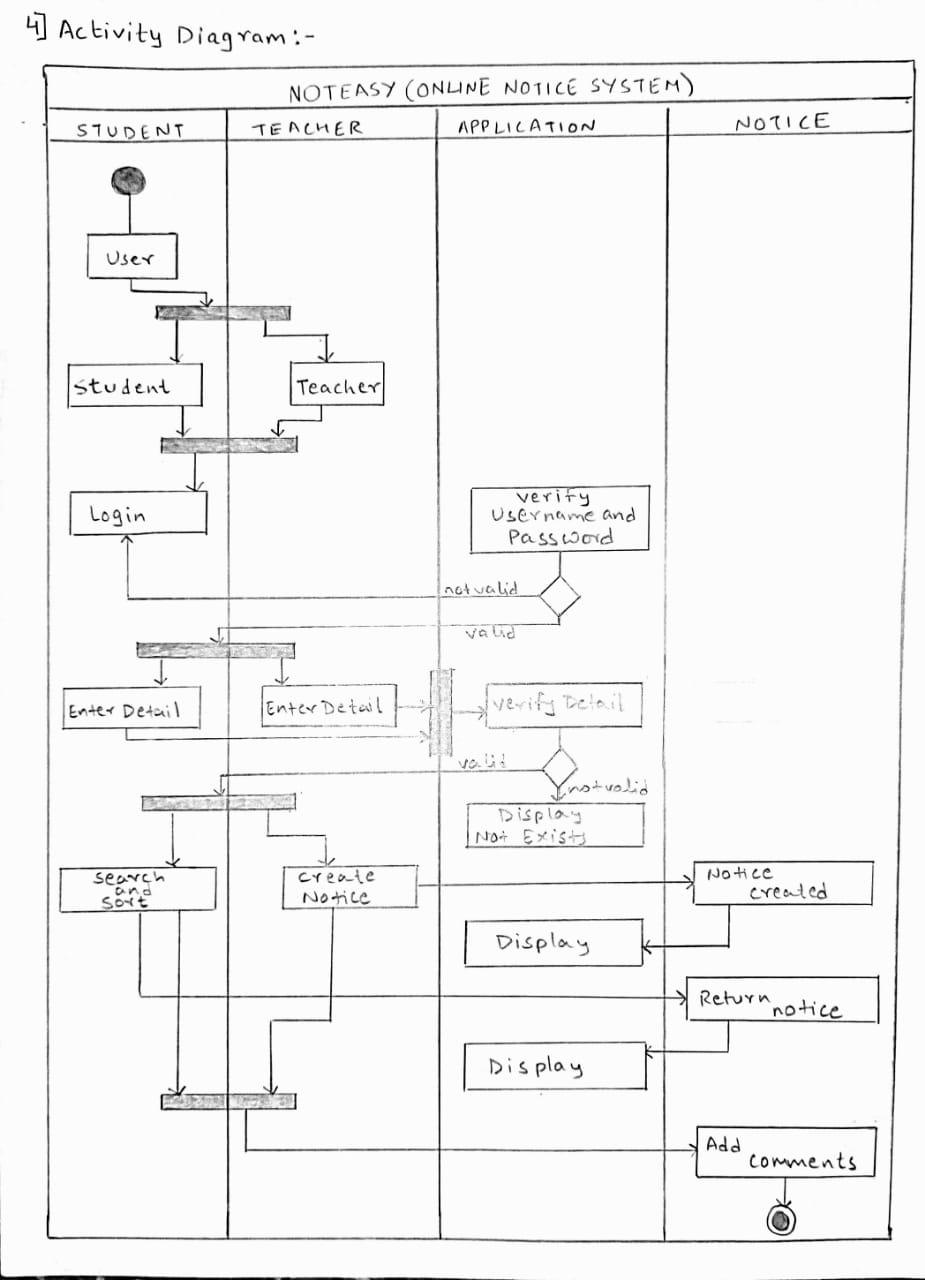 4] Activity Diagram:-
NOTEASY (ONLINE NOTICE SYSTEM)
STUDENT
TEACHER
APPLICATION
NOTICE
User
Student
Teacher
Login
Verify
Username and
Password
not valid
valid
Enter Detail
Enter Detail
Verify Detail
valid
not valid
Display
Not Exists
Search
and
Sort
Create
Notice
Notice
created
Display
Return
notice
Display
Add
comments